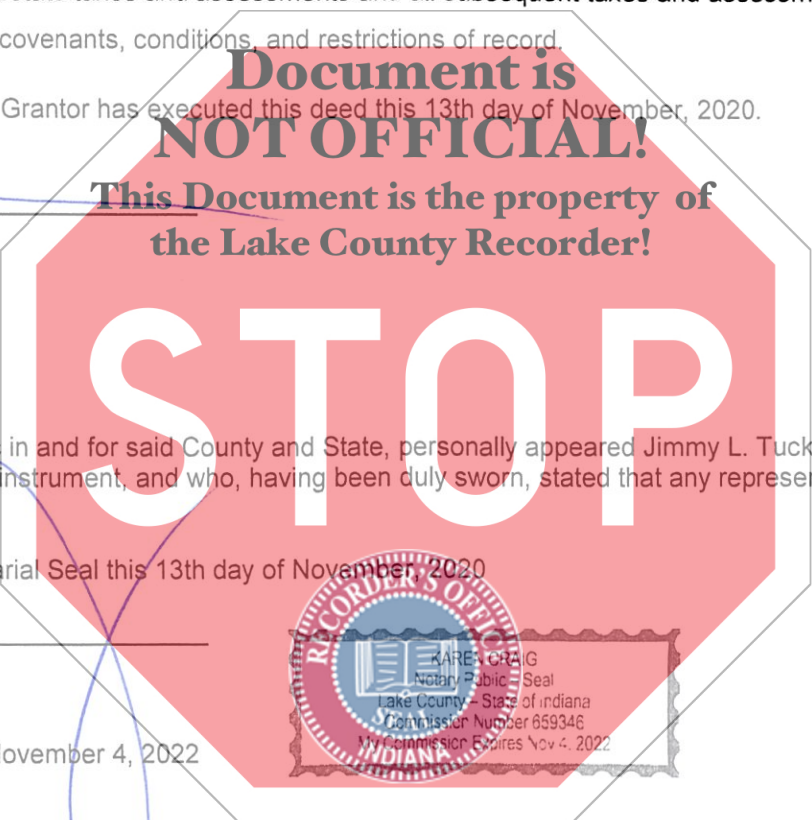 covenants, conditions, and restrictions of record.
Document is
Grantor has executed this deed this 13th day of November, 2020.
NOT OFFICIAL!
This Document is the property of
the Lake County Recorder!
STOP
in and for said County and State, personally appeared Jimmy L. Tuck
instrument, and who, having been duly sworn, stated that any represe
arial Seal this 13th day of November, 2020
RECORDER'S OFFICE
SEAL
INDIANA
KAREN CRAIG
Notary Public - Seal
Lake County - State of Indiana
Commission Number 659346
My Commission Expires Nov 4, 2022
ovember 4, 2022